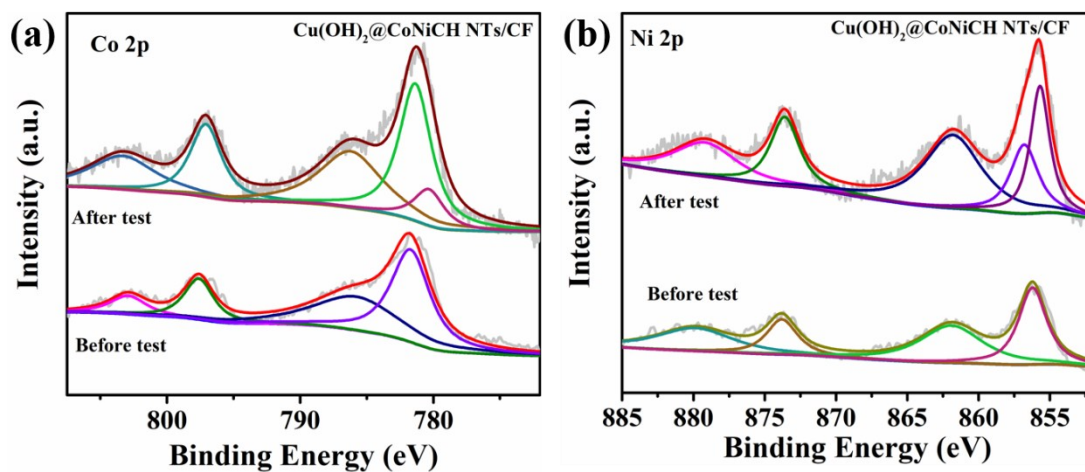 (a)
Co 2p
Cu(OH)₂@CoNiCH NTs/CF
Intensity (a.u.)
After test
Before test
800
790
780
Binding Energy (eV)
(b)
Ni 2p
Cu(OH)₂@CoNiCH NTs/CF
Intensity (a.u.)
After test
Before test
885
880
875
870
865
860
855
Binding Energy (eV)